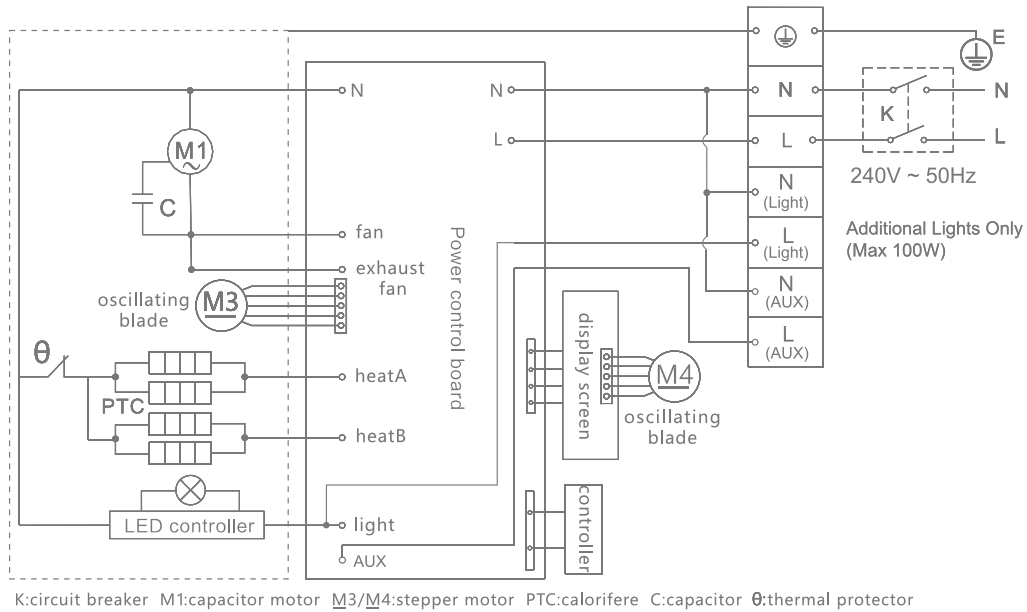 E
N
N
N
N
K
M1
L
L
L
C
240V ~ 50Hz
N
(Light)
Additional Lights Only
(Max 100W)
fan
L
(Light)
exhaust
fan
Power control board
oscillating
blade
M3
N
(AUX)
display screen
L
(AUX)
θ
PTC
heatA
M4
oscillating
blade
heatB
LED controller
light
controller
AUX
K:circuit breaker M1:capacitor motor M3/M4:stepper motor PTC:calorifere C:capacitor θ:thermal protector